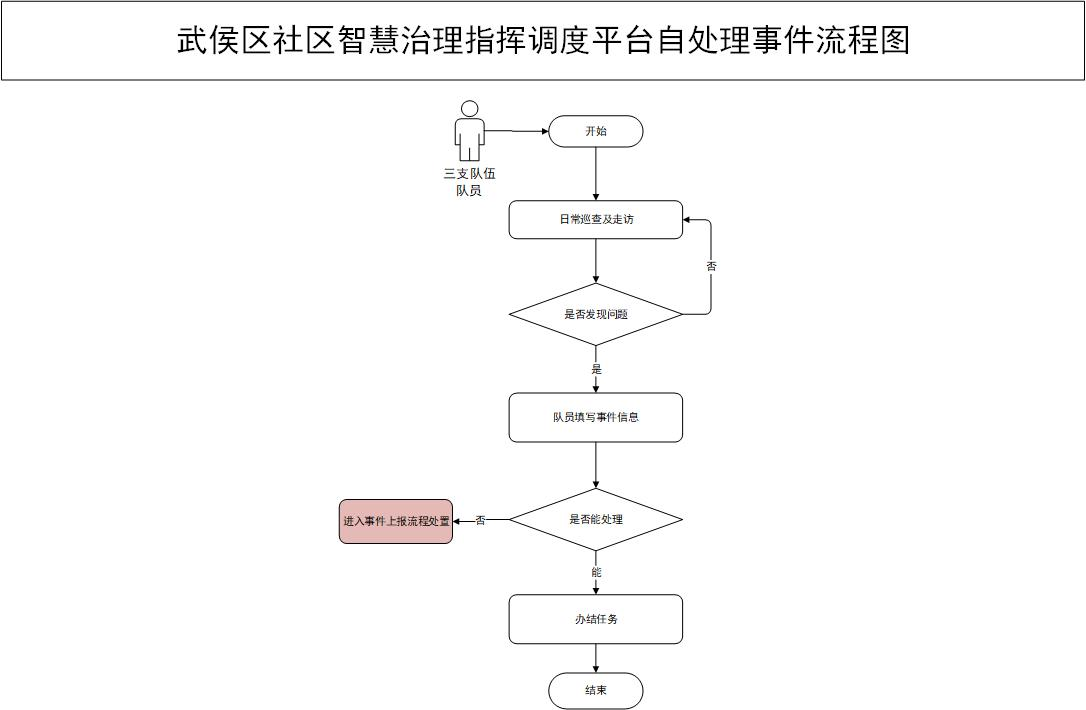 武侯区社区智慧治理指挥调度平台自处理事件流程图
开始
三支队伍
队员
日常巡查及走访
否
是否发现问题
是
队员填写事件信息
是否能处理
否
进入事件上报流程处置
能
办结任务
结束